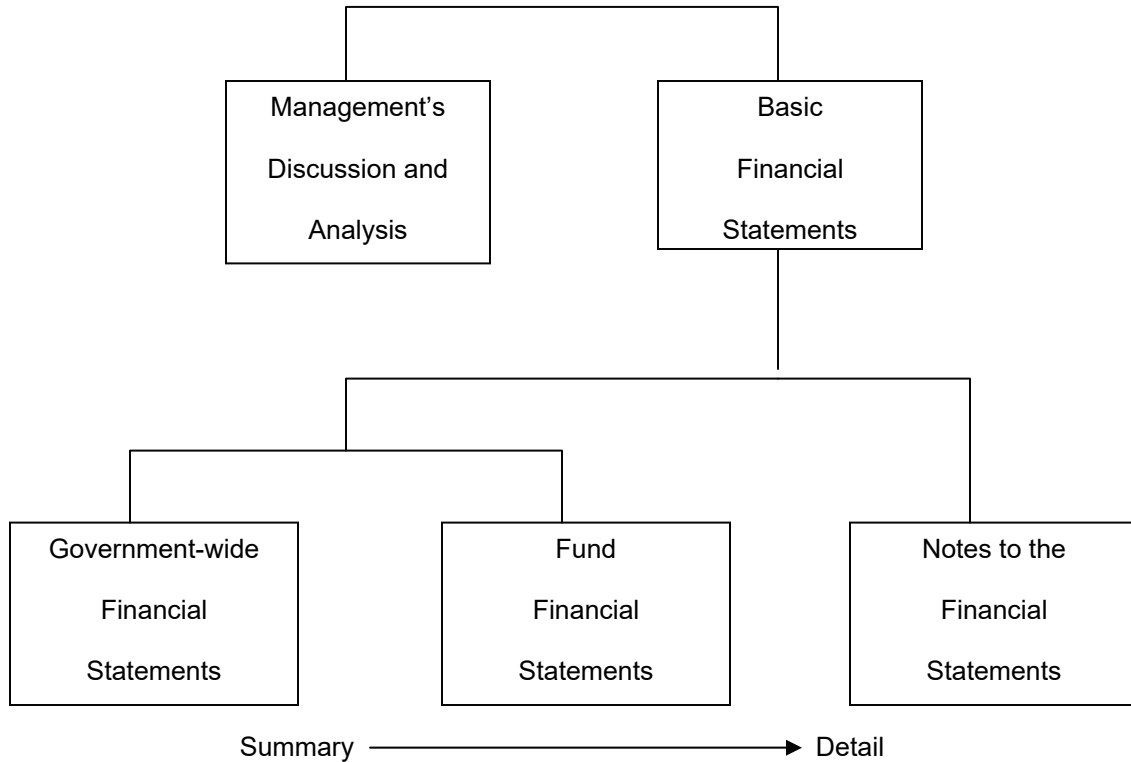 Management’s
Discussion and
Analysis
Basic
Financial
Statements
Government-wide
Financial
Statements
Fund
Financial
Statements
Notes to the
Financial
Statements
Summary
Detail